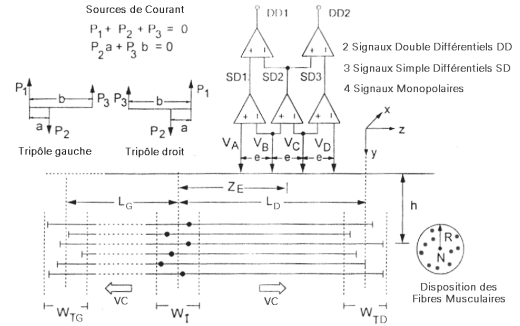 Sources de Courant
P1 + P2 + P3 = 0
P2 a + P3 b = 0
P1
b
P3
a
P2
Tripôle gauche
P3
b
P1
a
P2
Tripôle droit
DD1
DD2
2 Signaux Double Différentiels DD
SD1
SD2
SD3
3 Signaux Simple Différentiels SD
4 Signaux Monopolaires
VA
VB
VC
VD
e
e
e
x
z
y
ZE
LG
LD
h
R
N
Disposition des
Fibres Musculaires
VC
VC
WTG
WI
WTD